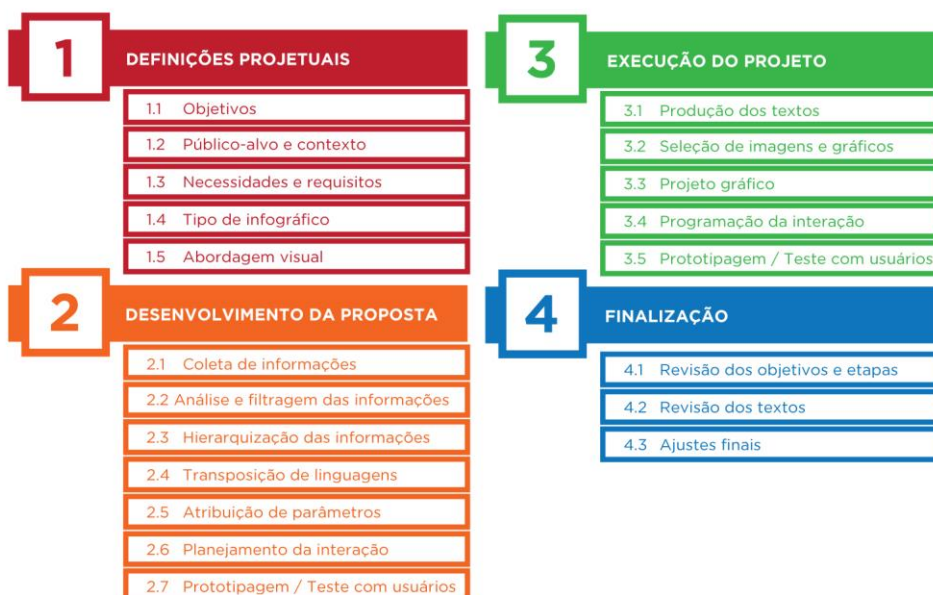 1
DEFINIÇÕES PROJETUAIS
1.1 Objetivos
1.2 Público-alvo e contexto
1.3 Necessidades e requisitos
1.4 Tipo de infográfico
1.5 Abordagem visual
2
DESENVOLVIMENTO DA PROPOSTA
2.1 Coleta de informações
2.2 Análise e filtragem das informações
2.3 Hierarquização das informações
2.4 Transposição de linguagens
2.5 Atribuição de parâmetros
2.6 Planejamento da interação
2.7 Prototipagem / Teste com usuários
3
EXECUÇÃO DO PROJETO
3.1 Produção dos textos
3.2 Seleção de imagens e gráficos
3.3 Projeto gráfico
3.4 Programação da interação
3.5 Prototipagem / Teste com usuários
4
FINALIZAÇÃO
4.1 Revisão dos objetivos e etapas
4.2 Revisão dos textos
4.3 Ajustes finais